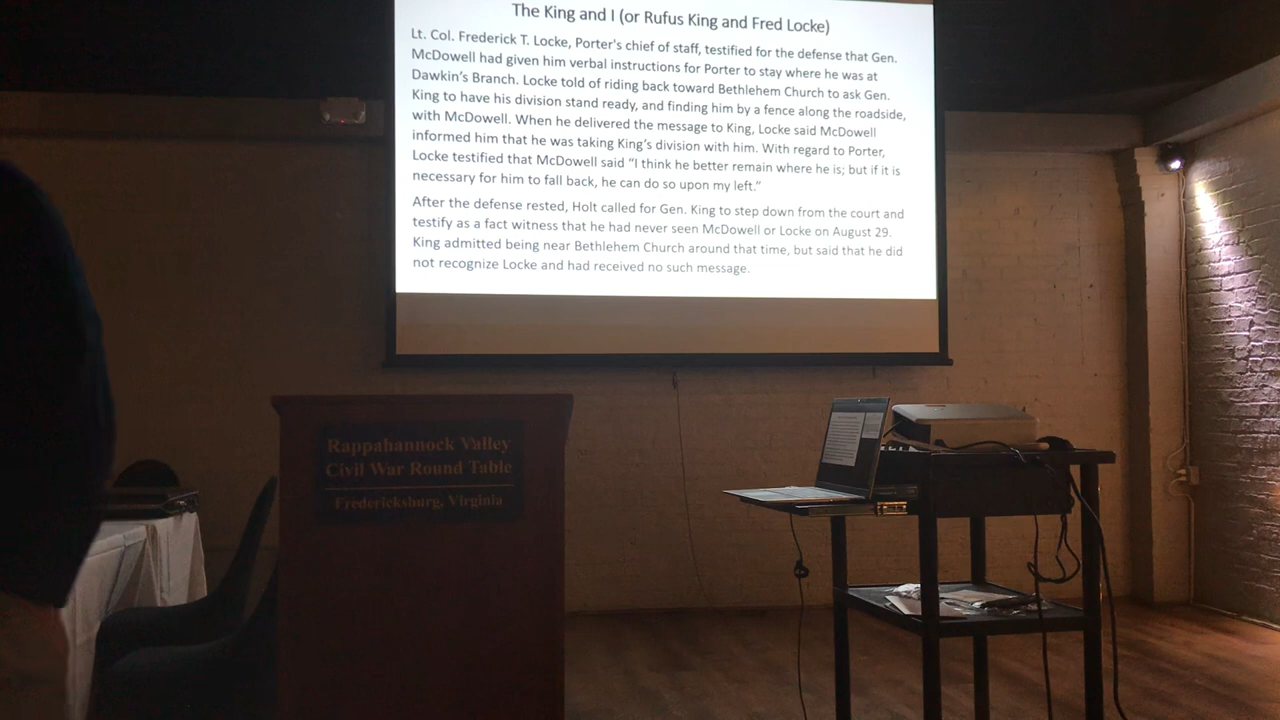 The King and I (or Rufus King and Fred Locke)
Lt. Col. Frederick T. Locke, Porter's chief of staff, testified for the defense that Gen.
McDowell had given him verbal instructions for Porter to stay where he was at
Dawkin's Branch. Locke told of riding back toward Bethlehem Church to ask Gen.
King to have his division stand ready, and finding him by a fence along the roadside,
with McDowell. When he delivered the message to King, Locke said McDowell
informed him that he was taking King's division with him. With regard to Porter,
Locke testified that McDowell said “I think he better remain where he is; but if it is
necessary for him to fall back, he can do so upon my left.”
After the defense rested, Holt called for Gen. King to step down from the court and
testify as a fact witness that he had never seen McDowell or Locke on August 29.
King admitted being near Bethlehem Church around that time, but said that he did
not recognize Locke and had received no such message.
Rappahannock Valley
Civil War Round Table
Fredericksburg, Virginia